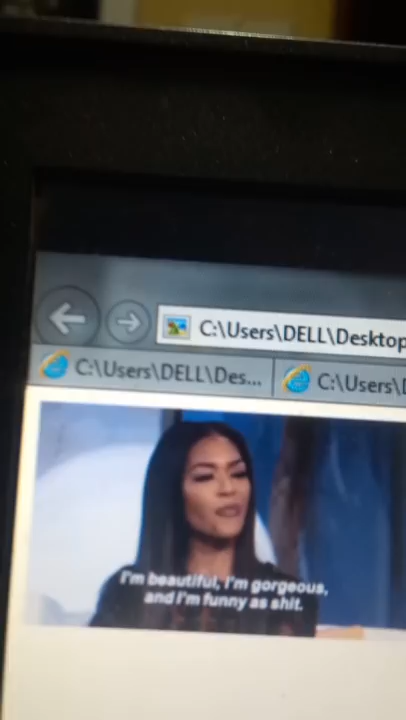 C:\Users\DELL\Desktop
C:\Users\DELL\Des...
C:\Users\
I'm beautiful, I'm gorgeous,
and I'm funny as shit.